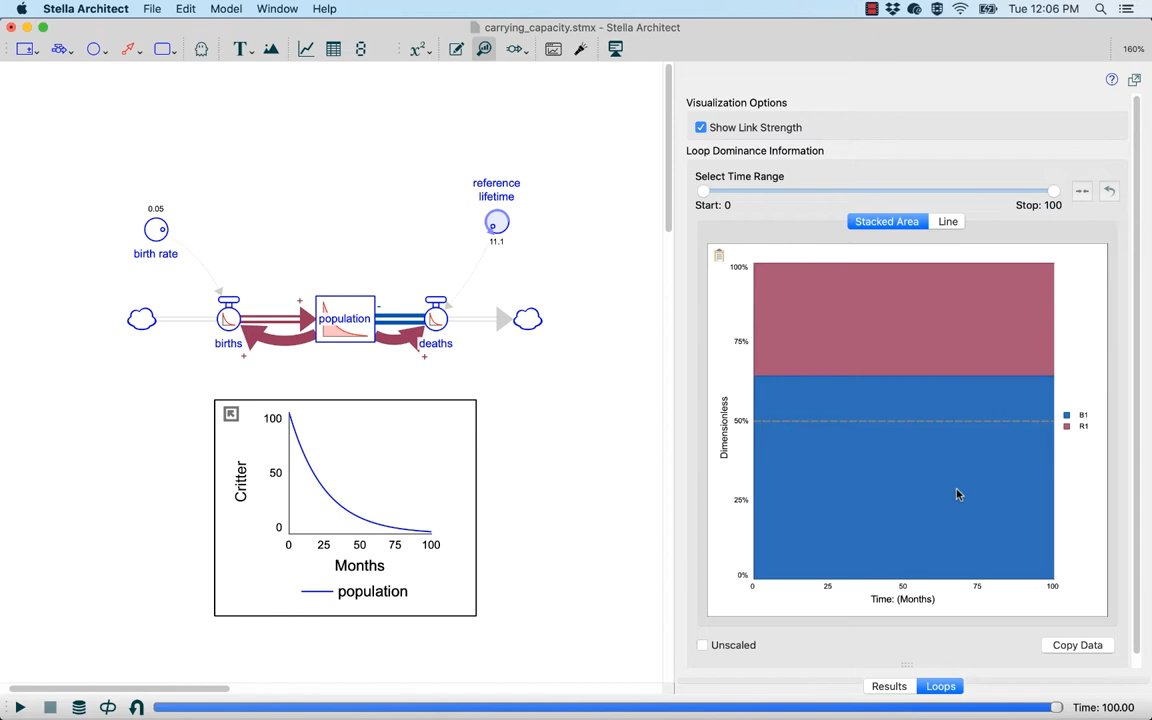 Stella Architect File Edit Model Window Help Tue 12:06 PM
carrying_capacity.stmx - Stella Architect
T x² 160%
Visualization Options
Show Link Strength
Loop Dominance Information
Select Time Range
Start: 0 Stop: 100
Stacked Area Line
reference
lifetime
11.1
0.05
birth rate
+ -
population
births deaths
+ +
100%
75%
50%
25%
0%
Dimensionless
0 25 50 75 100
Time: (Months)
B1
R1
100
50
0
Critter
0 25 50 75 100
Months
population
Unscaled Copy Data
Results Loops
Time: 100.00